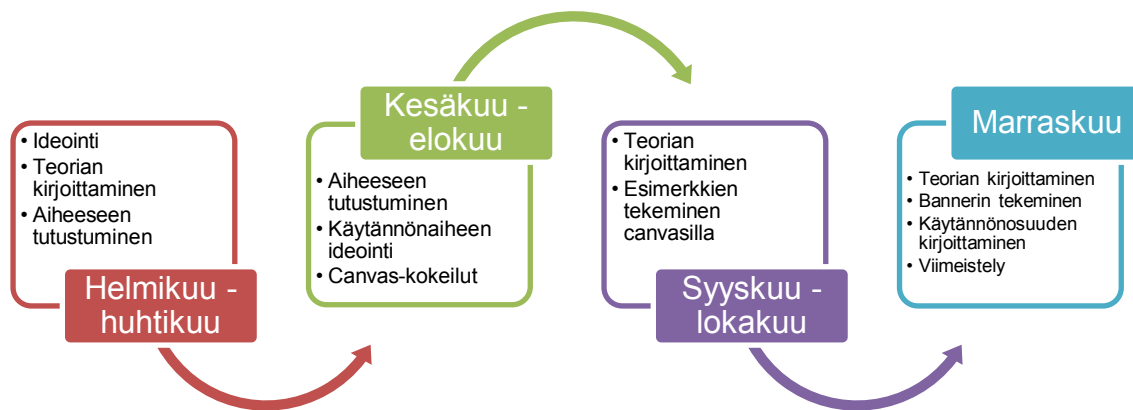 • Ideointi
• Teorian
kirjoittaminen
• Aiheeseen
tutustuminen
Helmikuu -
huhtikuu
Kesäkuu -
elokuu
• Aiheeseen
tutustuminen
• Käytännönaiheen
ideointi
• Canvas-kokeilut
• Teorian
kirjoittaminen
• Esimerkkien
tekeminen
canvasilla
Syyskuu -
lokakuu
Marraskuu
• Teorian kirjoittaminen
• Bannerin tekeminen
• Käytännönosuuden
kirjoittaminen
• Viimeistely